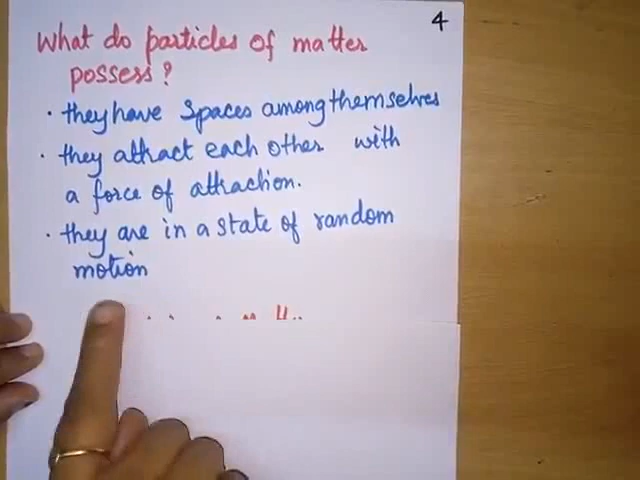 4
What do particles of matter
possess?
• they have spaces among themselves
• they attract each other with
a force of attraction.
• they are in a state of random
motion